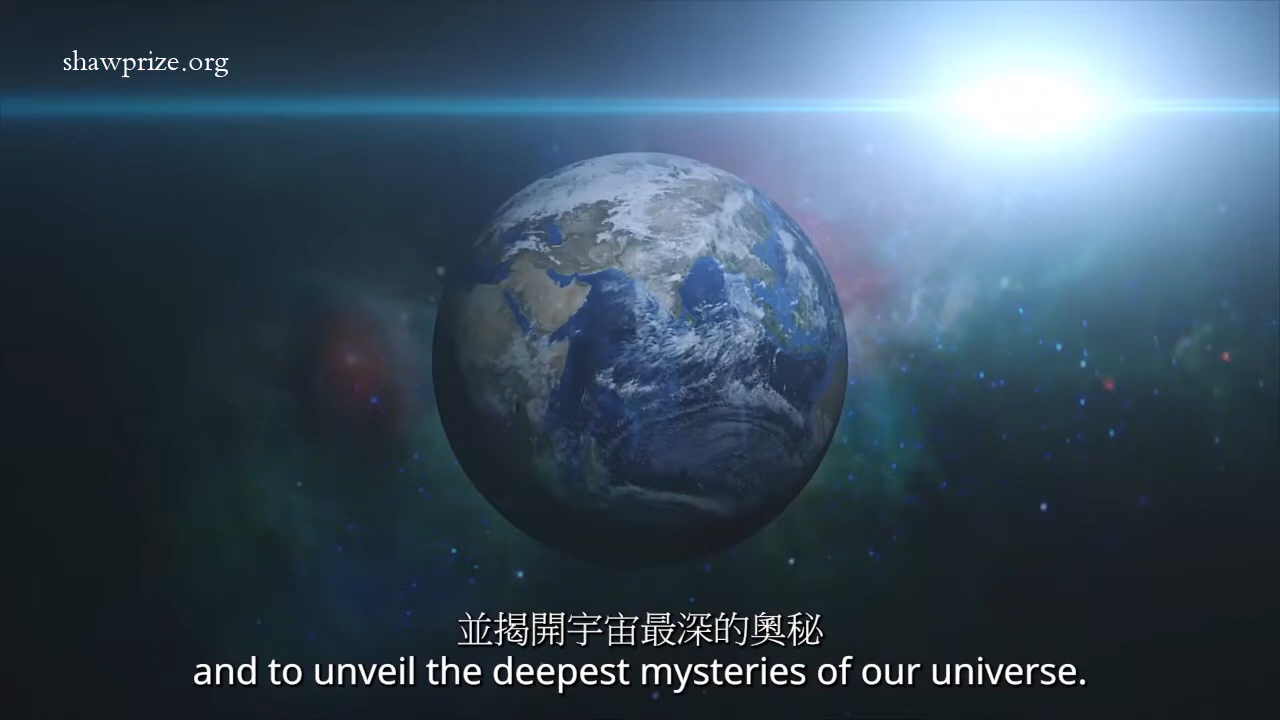 shawprize.org
並揭開宇宙最深的奧秘
and to unveil the deepest mysteries of our universe.